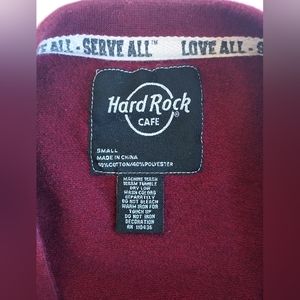 E ALL - SERVE ALL™ LOVE ALL - S
Hard Rock
CAFE
SMALL
MADE IN CHINA
60%COTTON/40%POLYESTER
MACHINE WASH
WARM TUMBLE
DRY LOW
WASH COLORS
SEPARATELY
DO NOT BLEACH
WARM IRON FOR
TOUCH UP
DO NOT IRON
DECORATION
RN 110436